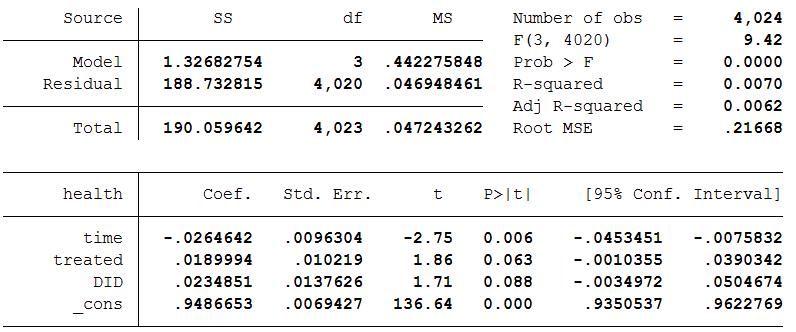 Source SS df MS Number of obs = 4,024
F(3, 4020) = 9.42
Model 1.32682754 3 .442275848 Prob > F = 0.0000
Residual 188.732815 4,020 .046948461 R-squared = 0.0070
Adj R-squared = 0.0062
Total 190.059642 4,023 .047243262 Root MSE = .21668
health Coef. Std. Err. t P>|t| [95% Conf. Interval]
time -.0264642 .0096304 -2.75 0.006 -.0453451 -.0075832
treated .0189994 .010219 1.86 0.063 -.0010355 .0390342
DID .0234851 .0137626 1.71 0.088 -.0034972 .0504674
_cons .9486653 .0069427 136.64 0.000 .9350537 .9622769